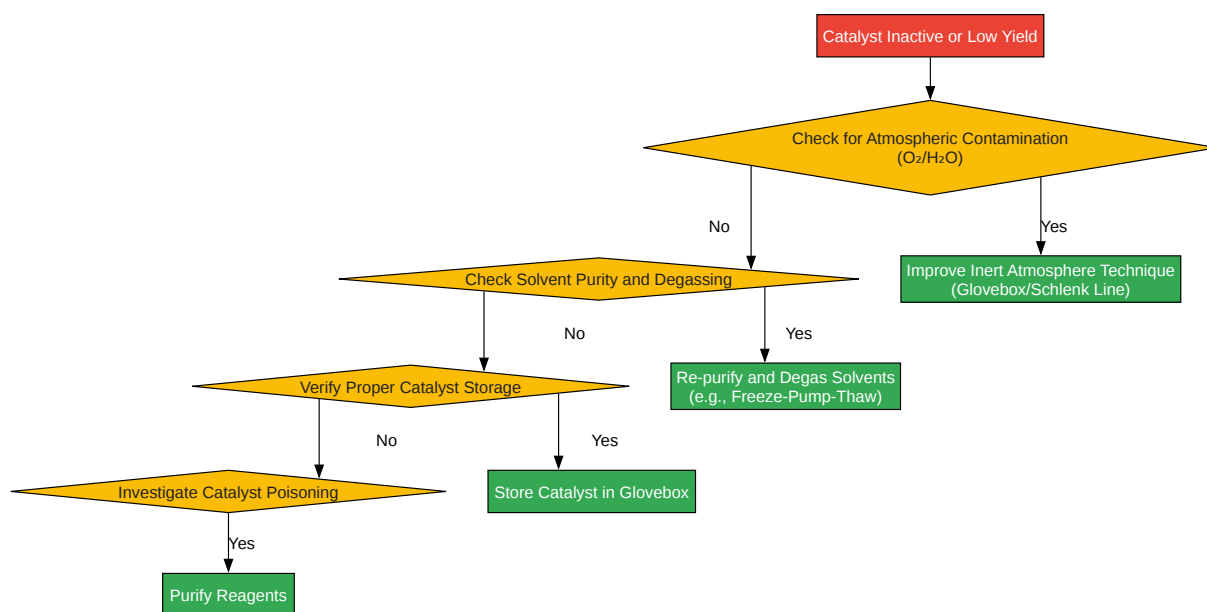 Catalyst Inactive or Low Yield
Check for Atmospheric Contamination
(O₂/H₂O)
No
Yes
Check Solvent Purity and Degassing
Improve Inert Atmosphere Technique
(Glovebox/Schlenk Line)
No
Yes
Verify Proper Catalyst Storage
Re-purify and Degas Solvents
(e.g., Freeze-Pump-Thaw)
No
Yes
Investigate Catalyst Poisoning
Store Catalyst in Glovebox
Yes
Purify Reagents